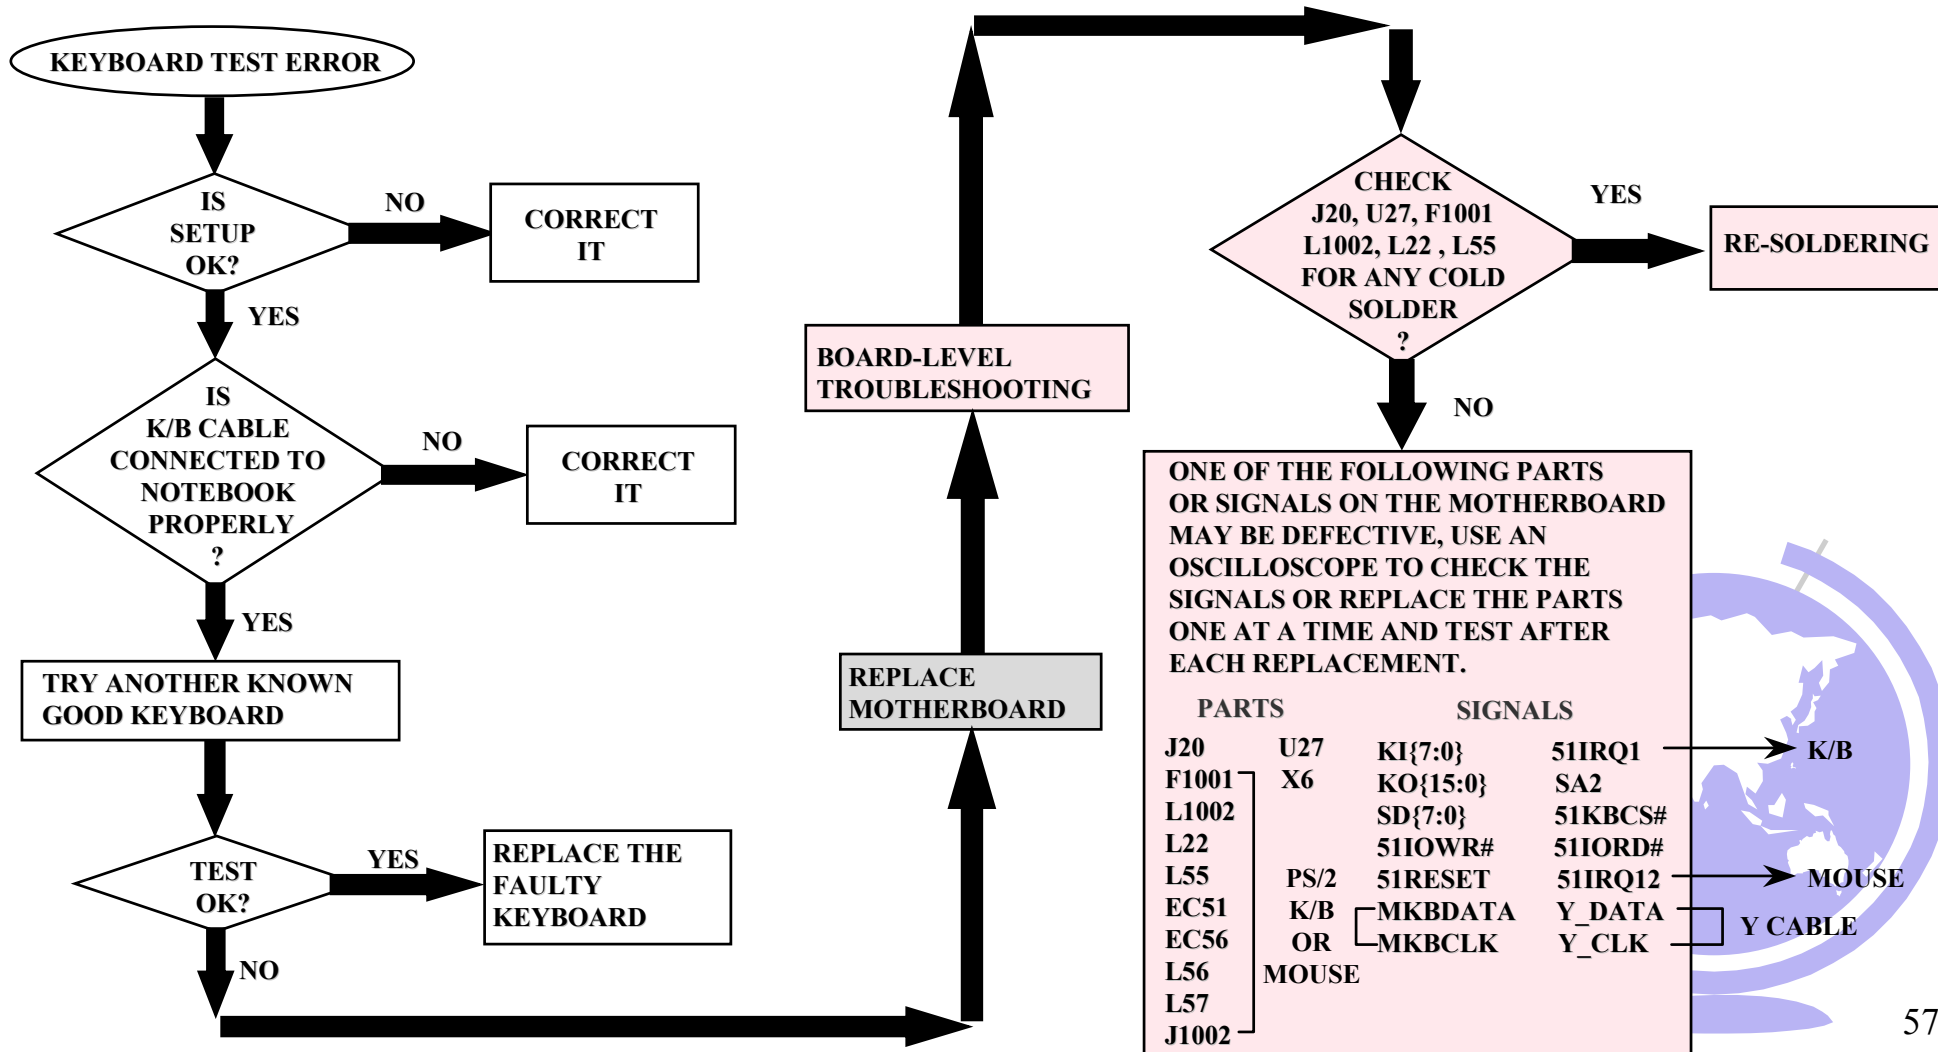 KEYBOARD TEST ERROR
IS
SETUP
OK?
NO
CORRECT
IT
YES
IS
K/B CABLE
CONNECTED TO
NOTEBOOK
PROPERLY
?
NO
CORRECT
IT
YES
TRY ANOTHER KNOWN
GOOD KEYBOARD
TEST
OK?
YES
REPLACE THE
FAULTY
KEYBOARD
NO
REPLACE
MOTHERBOARD
BOARD-LEVEL
TROUBLESHOOTING
CHECK
J20, U27, F1001
L1002, L22 , L55
FOR ANY COLD
SOLDER
?
YES
RE-SOLDERING
NO
ONE OF THE FOLLOWING PARTS
OR SIGNALS ON THE MOTHERBOARD
MAY BE DEFECTIVE, USE AN
OSCILLOSCOPE TO CHECK THE
SIGNALS OR REPLACE THE PARTS
ONE AT A TIME AND TEST AFTER
EACH REPLACEMENT.
PARTS SIGNALS
J20 U27 KI{7:0} 51IRQ1 K/B
F1001 X6 KO{15:0} SA2
L1002 SD{7:0} 51KBCS#
L22 51IOWR# 51IORD#
L55 PS/2 51RESET 51IRQ12 MOUSE
EC51 K/B MKBDATA Y_DATA
EC56 OR MKBCLK Y_CLK Y CABLE
L56 MOUSE
L57
J1002
57